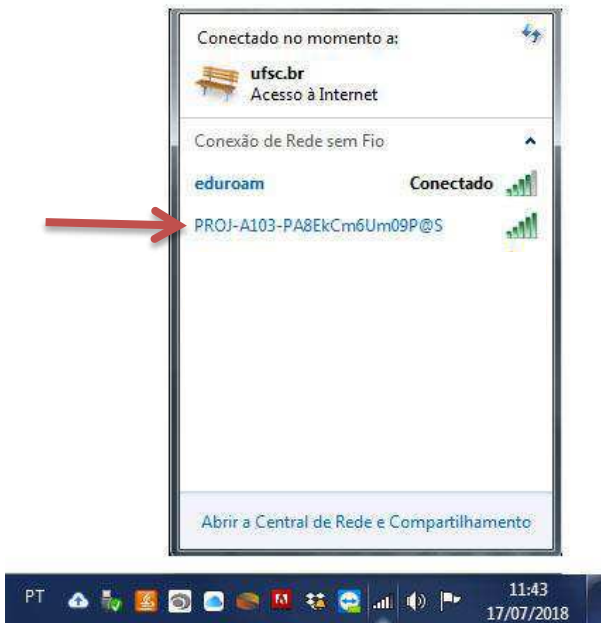 Conectado no momento a:
ufsc.br
Acesso à Internet
Conexão de Rede sem Fio
eduroam Conectado
PROJ-A103-PA8EkCm6Um09P@S
Abrir a Central de Rede e Compartilhamento
PT 11:43
17/07/2018